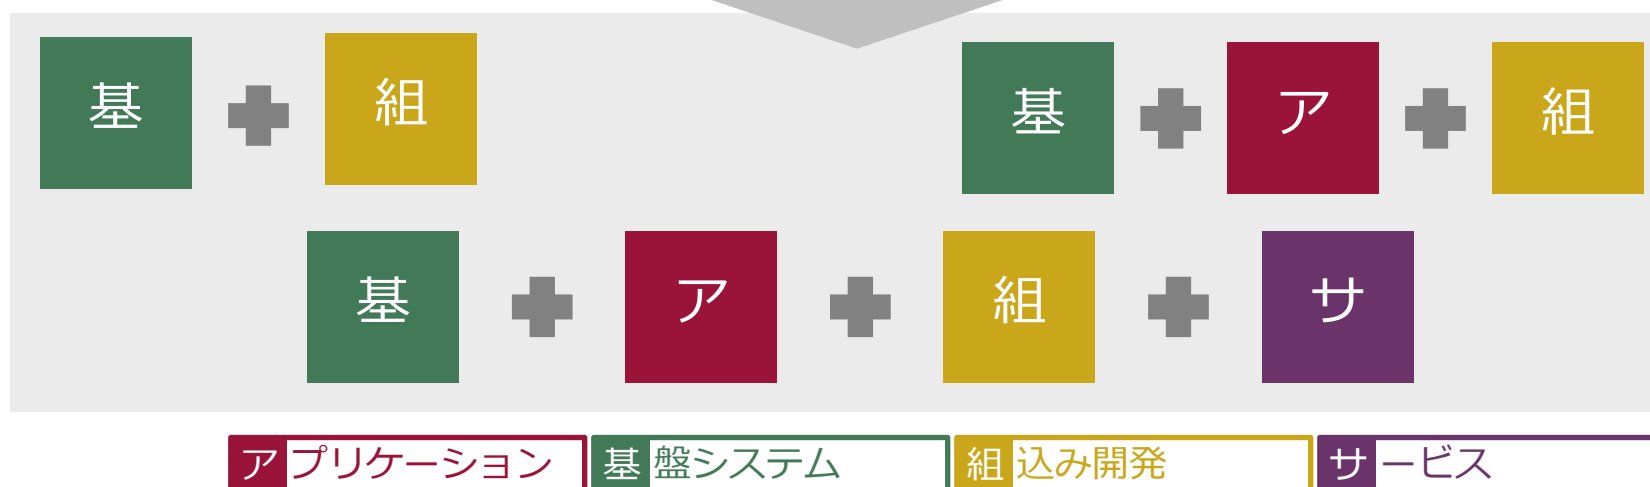 基 組
基 ア 組
基 ア 組 サ
アプリケーション 基盤システム 組込み開発 サービス